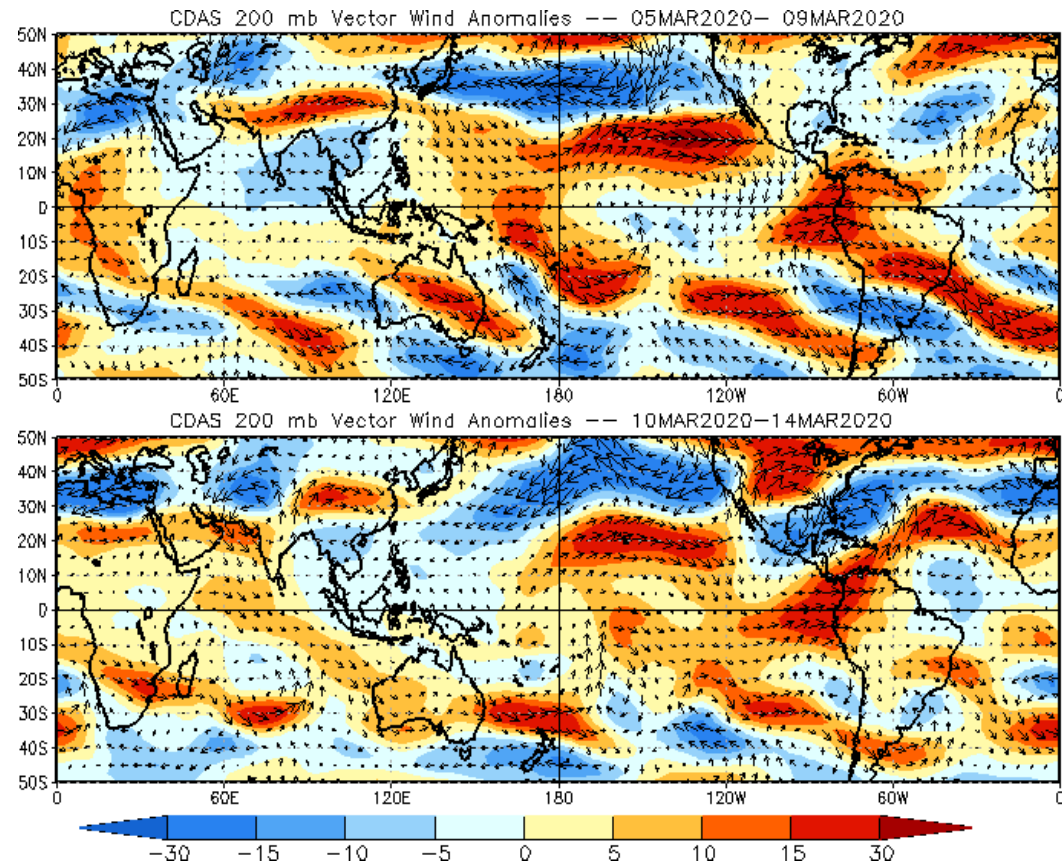 CDAS 200 mb Vector Wind Anomalies -- 05MAR2020- 09MAR2020
50N
40N
30N
20N
10N
0
10S
20S
30S
40S
50S
0 60E 120E 180 120W 60W 0
CDAS 200 mb Vector Wind Anomalies -- 10MAR2020-14MAR2020
50N
40N
30N
20N
10N
0
10S
20S
30S
40S
50S
0 60E 120E 180 120W 60W 0
-30 -15 -10 -5 0 5 10 15 30